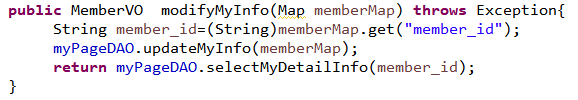 public MemberVO  modifyMyInfo(Map memberMap) throws Exception{
String member_id=(String)memberMap.get("member_id");
myPageDAO.updateMyInfo(memberMap);
return myPageDAO.selectMyDetailInfo(member_id);
}